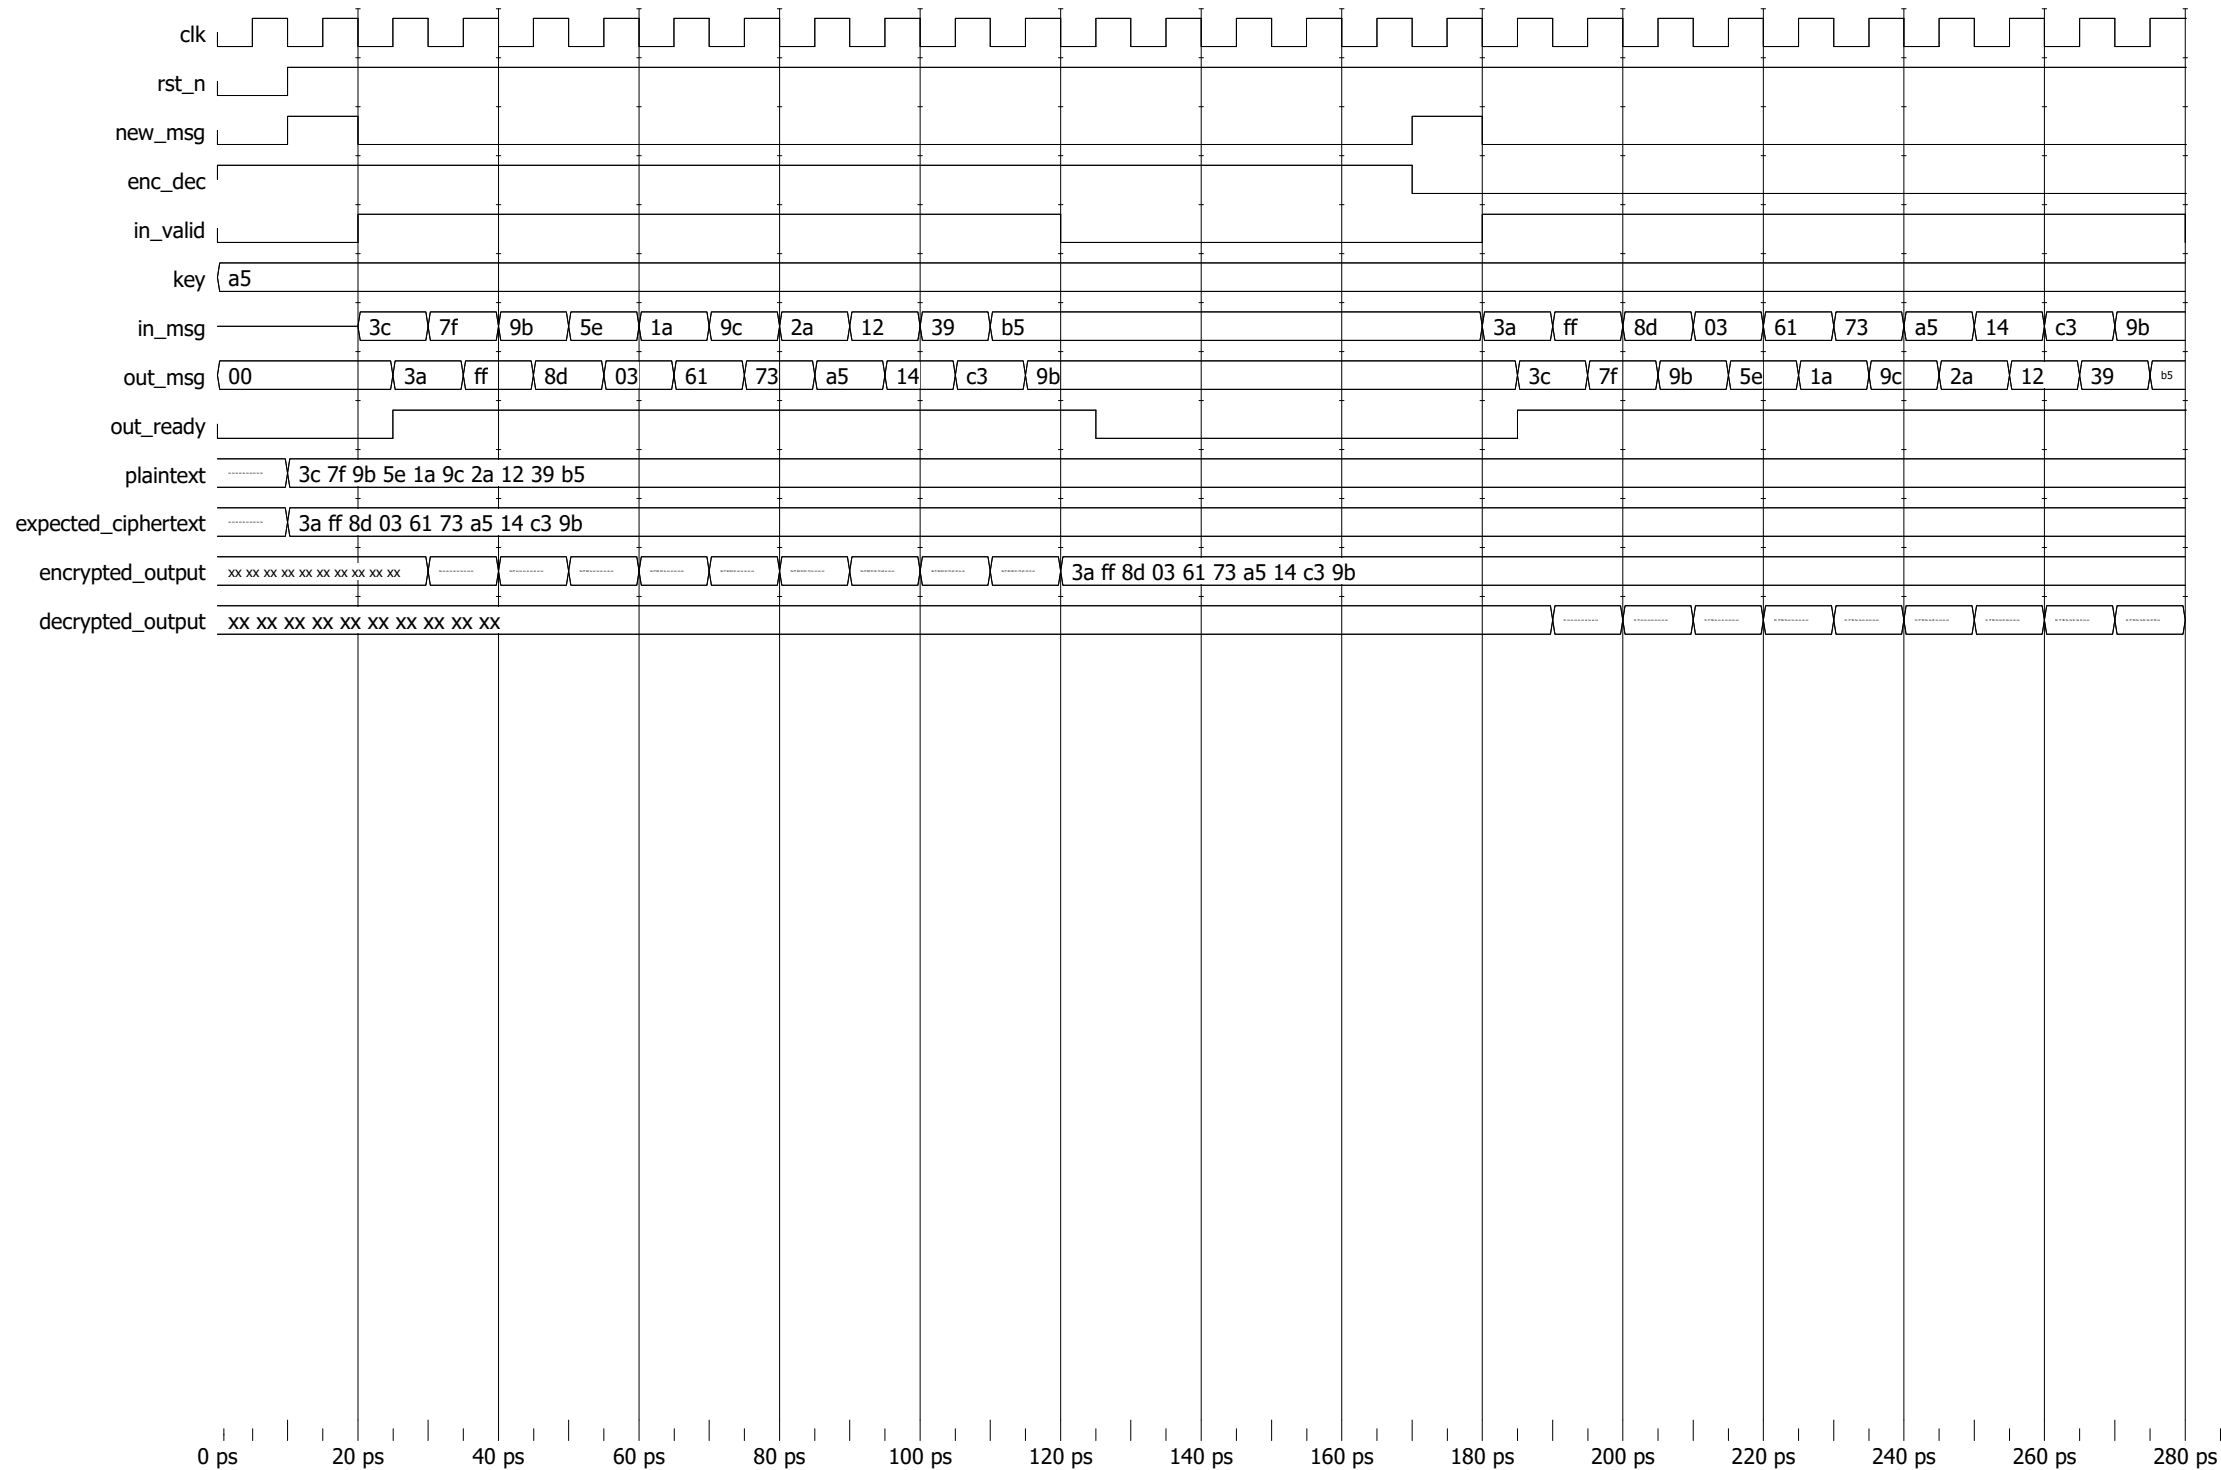 clk
rst_n
new_msg
enc_dec
in_valid
key a5
in_msg 3c 7f 9b 5e 1a 9c 2a 12 39 b5 3a ff 8d 03 61 73 a5 14 c3 9b
out_msg 00 3a ff 8d 03 61 73 a5 14 c3 9b 3c 7f 9b 5e 1a 9c 2a 12 39 b5
out_ready
plaintext 3c 7f 9b 5e 1a 9c 2a 12 39 b5
expected_ciphertext 3a ff 8d 03 61 73 a5 14 c3 9b
encrypted_output xx xx xx xx xx xx xx xx xx xx 3a ff 8d 03 61 73 a5 14 c3 9b
decrypted_output xx xx xx xx xx xx xx xx xx xx
0 ps 20 ps 40 ps 60 ps 80 ps 100 ps 120 ps 140 ps 160 ps 180 ps 200 ps 220 ps 240 ps 260 ps 280 ps